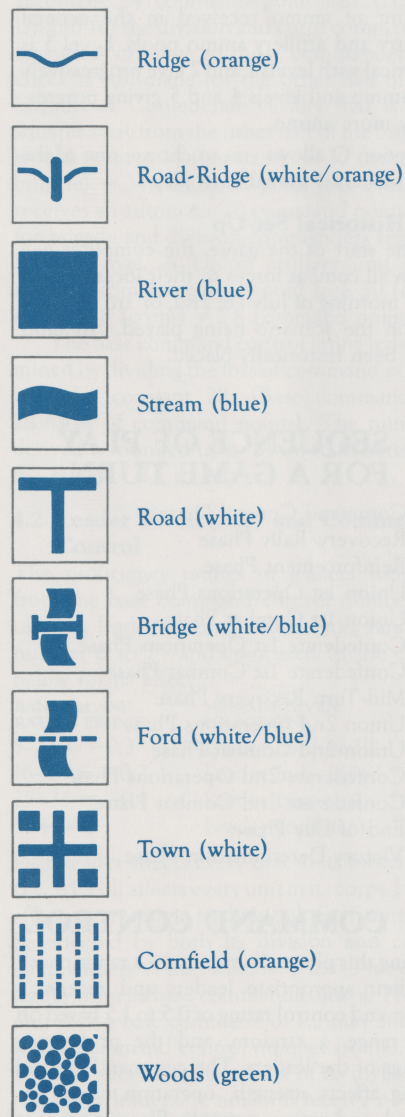 Ridge (orange)
Road-Ridge (white/orange)
River (blue)
Stream (blue)
Road (white)
Bridge (white/blue)
Ford (white/blue)
Town (white)
Cornfield (orange)
Woods (green)